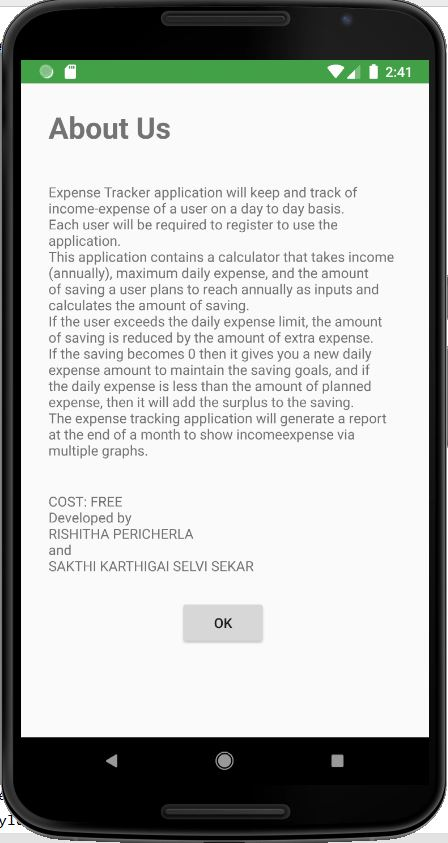 2:41
About Us
Expense Tracker application will keep and track of
income-expense of a user on a day to day basis.
Each user will be required to register to use the
application.
This application contains a calculator that takes income
(annually), maximum daily expense, and the amount
of saving a user plans to reach annually as inputs and
calculates the amount of saving.
If the user exceeds the daily expense limit, the amount
of saving is reduced by the amount of extra expense.
If the saving becomes 0 then it gives you a new daily
expense amount to maintain the saving goals, and if
the daily expense is less than the amount of planned
expense, then it will add the surplus to the saving.
The expense tracking application will generate a report
at the end of a month to show incomeexpense via
multiple graphs.
COST: FREE
Developed by
RISHITHA PERICHERLA
and
SAKTHI KARTHIGAI SELVI SEKAR
OK